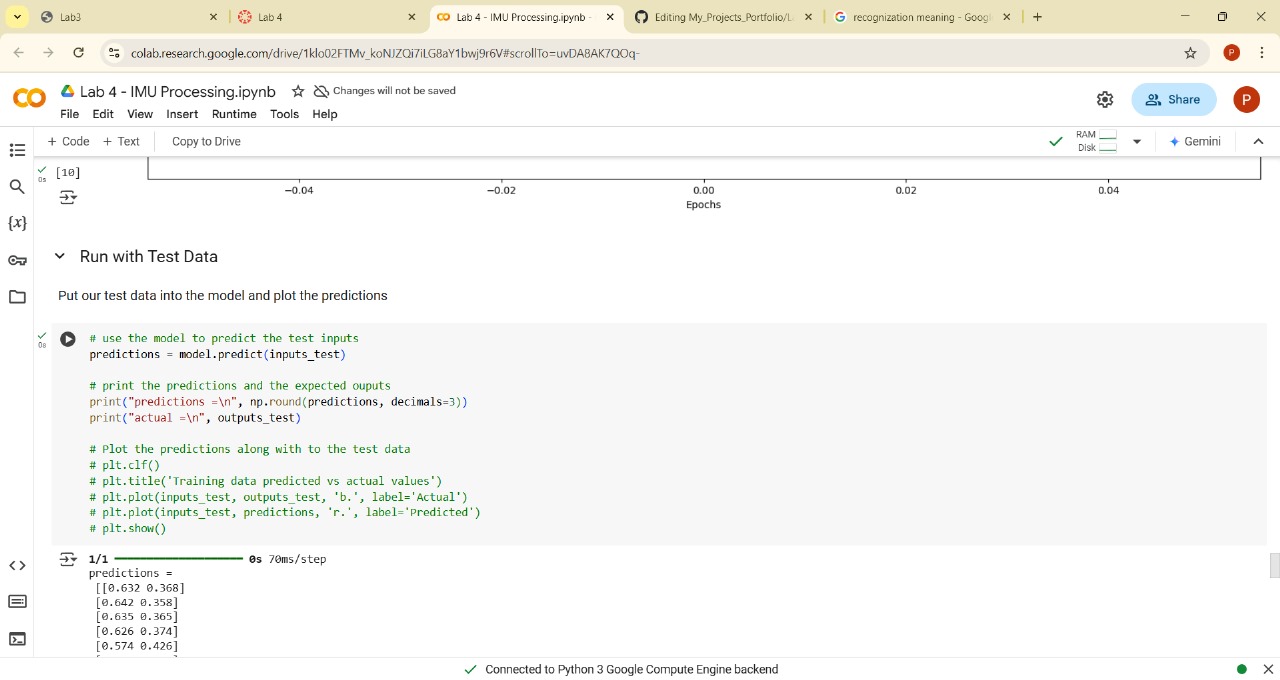 Lab3
Lab 4
Lab 4 - IMU Processing.ipynb -
Editing My_Projects_Portfolio/L
recognization meaning - Goog
colab.research.google.com/drive/1klo02FTMv_koNJZQi7iLG8aY1bwj9r6V#scrollTo=uvDA8AK7QOq-
P
CO
Lab 4 - IMU Processing.ipynb
Changes will not be saved
File Edit View Insert Runtime Tools Help
Share
P
+ Code + Text Copy to Drive
RAM
Disk
Gemini
[10]
0s
−0.04 −0.02 0.00 0.02 0.04
Epochs
{x}
Run with Test Data
Put our test data into the model and plot the predictions
0s
# use the model to predict the test inputs
predictions = model.predict(inputs_test)
# print the predictions and the expected ouputs
print("predictions =\n", np.round(predictions, decimals=3))
print("actual =\n", outputs_test)
# Plot the predictions along with to the test data
# plt.clf()
# plt.title('Training data predicted vs actual values')
# plt.plot(inputs_test, outputs_test, 'b.', label='Actual')
# plt.plot(inputs_test, predictions, 'r.', label='Predicted')
# plt.show()
1/1 0s 70ms/step
predictions =
[[0.632 0.368]
[0.642 0.358]
[0.635 0.365]
[0.626 0.374]
[0.574 0.426]
Connected to Python 3 Google Compute Engine backend